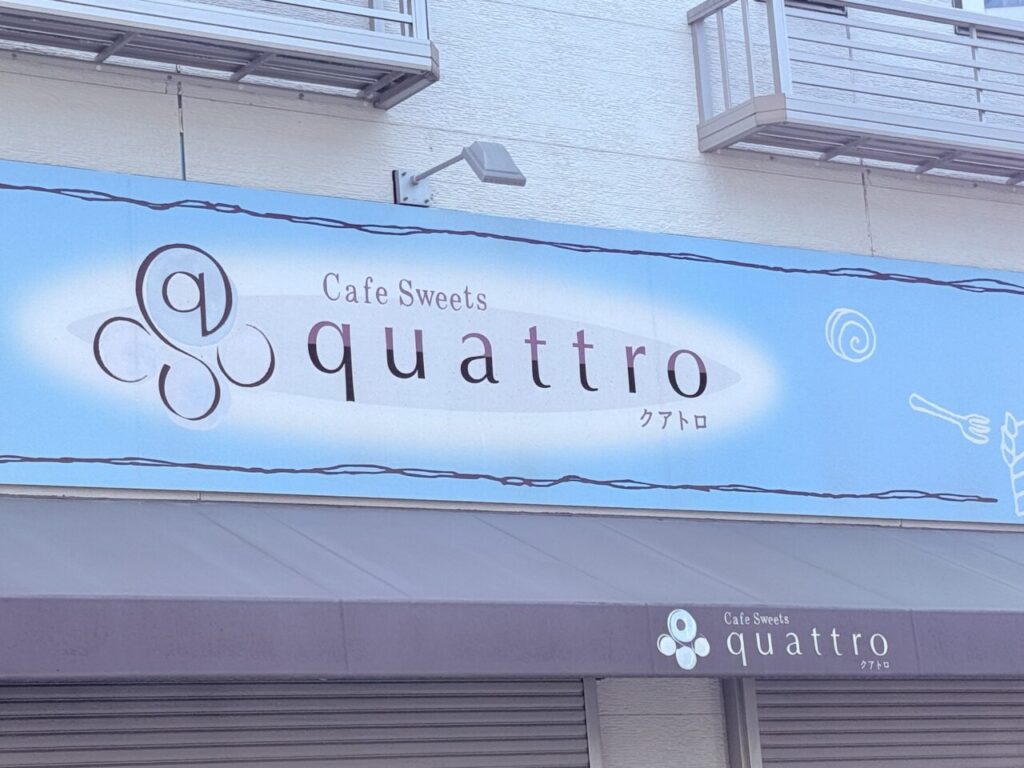 q
Cafe Sweets
quattro
クアトロ
Cafe Sweets
quattro
クアトロ